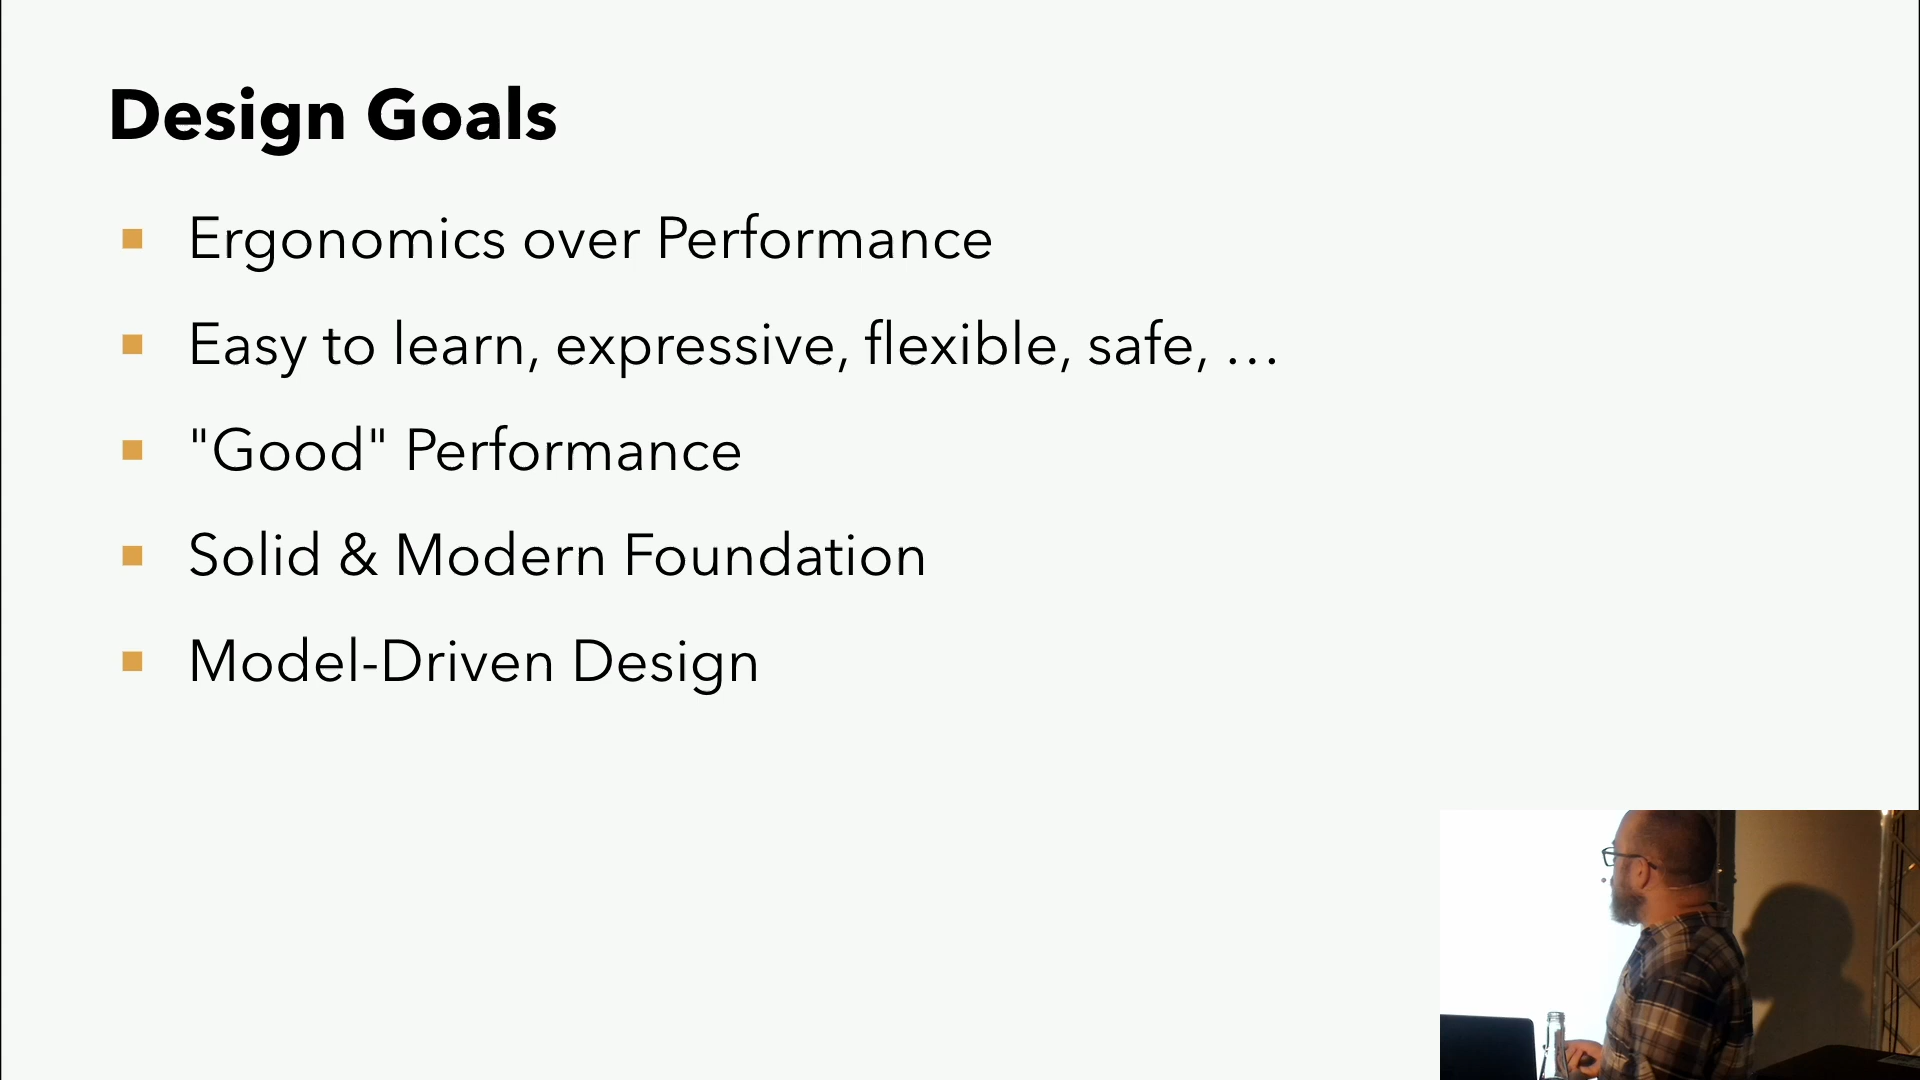 Design Goals
Ergonomics over Performance
Easy to learn, expressive, flexible, safe, …
"Good" Performance
Solid & Modern Foundation
Model-Driven Design